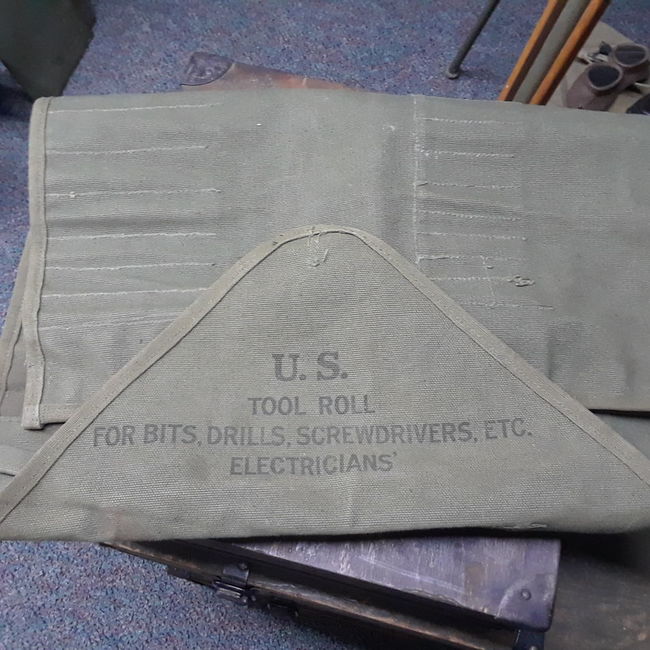 U. S.
TOOL ROLL
FOR BITS, DRILLS, SCREWDRIVERS, ETC.
ELECTRICIANS'